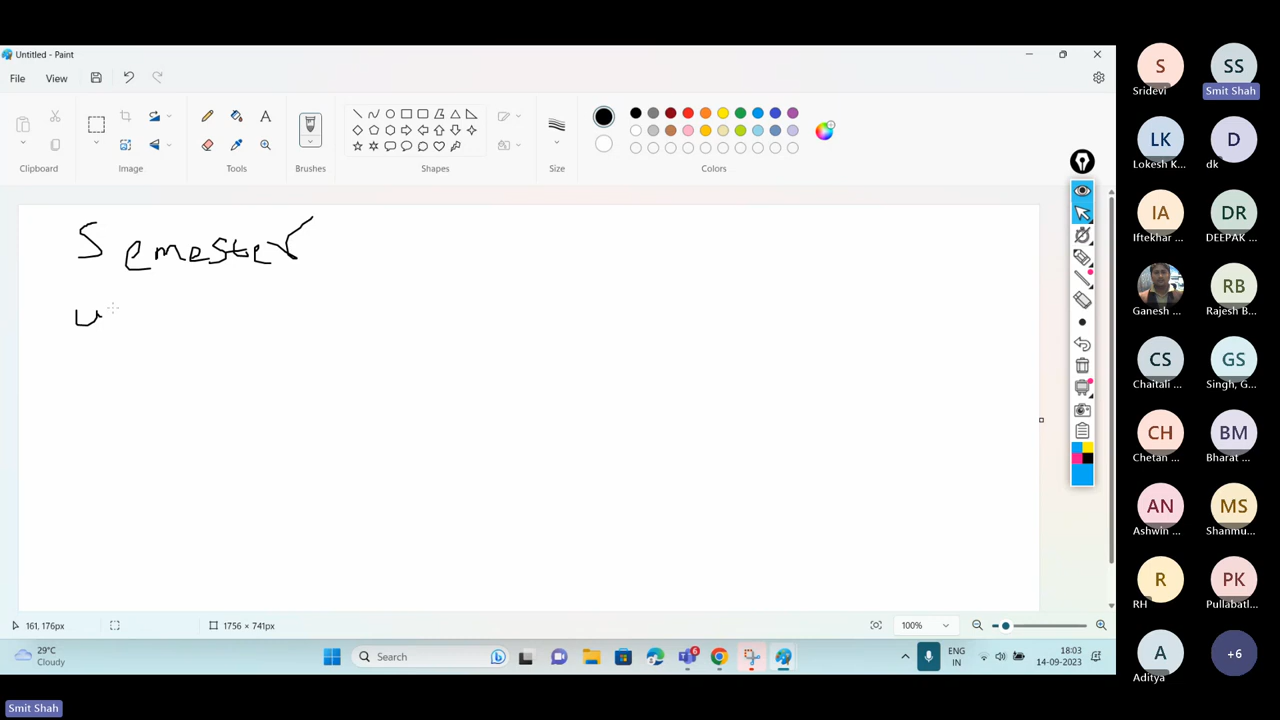 Untitled - Paint
File View
Clipboard Image Tools Brushes Shapes Size Colors
Semester
161, 176px 1756 × 741px 100%
29°C
Cloudy
Search
6
ENG
IN
18:03
14-09-2023
S SS
Sridevi Smit Shah
LK D
Lokesh K... dk
IA DR
Iftekhar ... DEEPAK ...
RB
Ganesh ... Rajesh B...
CS GS
Chaitali ... Singh, G...
CH BM
Chetan ... Bharat ...
AN MS
Ashwin ... Shanmu...
R PK
RH Pullabatl...
A +6
Aditya
Smit Shah